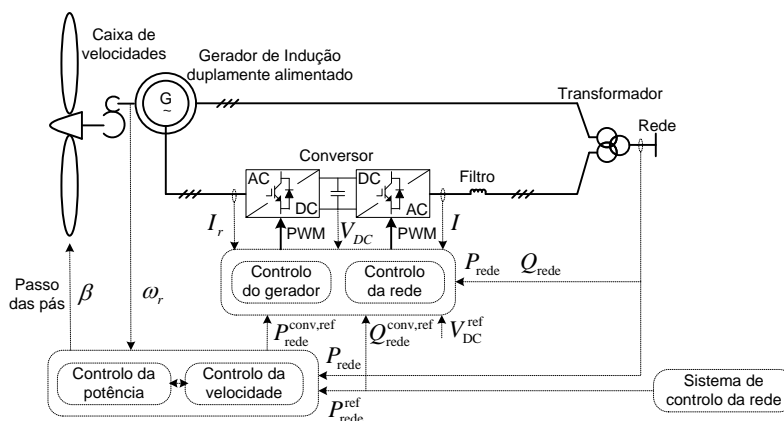 Caixa de
velocidades
Gerador de Indução
duplamente alimentado
G
~
Transformador
Rede
Conversor
Filtro
AC
DC
DC
AC
I_r
PWM
V_DC
PWM
I
Controlo
do gerador
Controlo
da rede
P_rede Q_rede
Passo
das pás
β
ω_r
P_rede^conv,ref
Q_rede^conv,ref
V_DC^ref
P_rede
Controlo da
potência
Controlo da
velocidade
P_rede^ref
Sistema de
controlo da rede